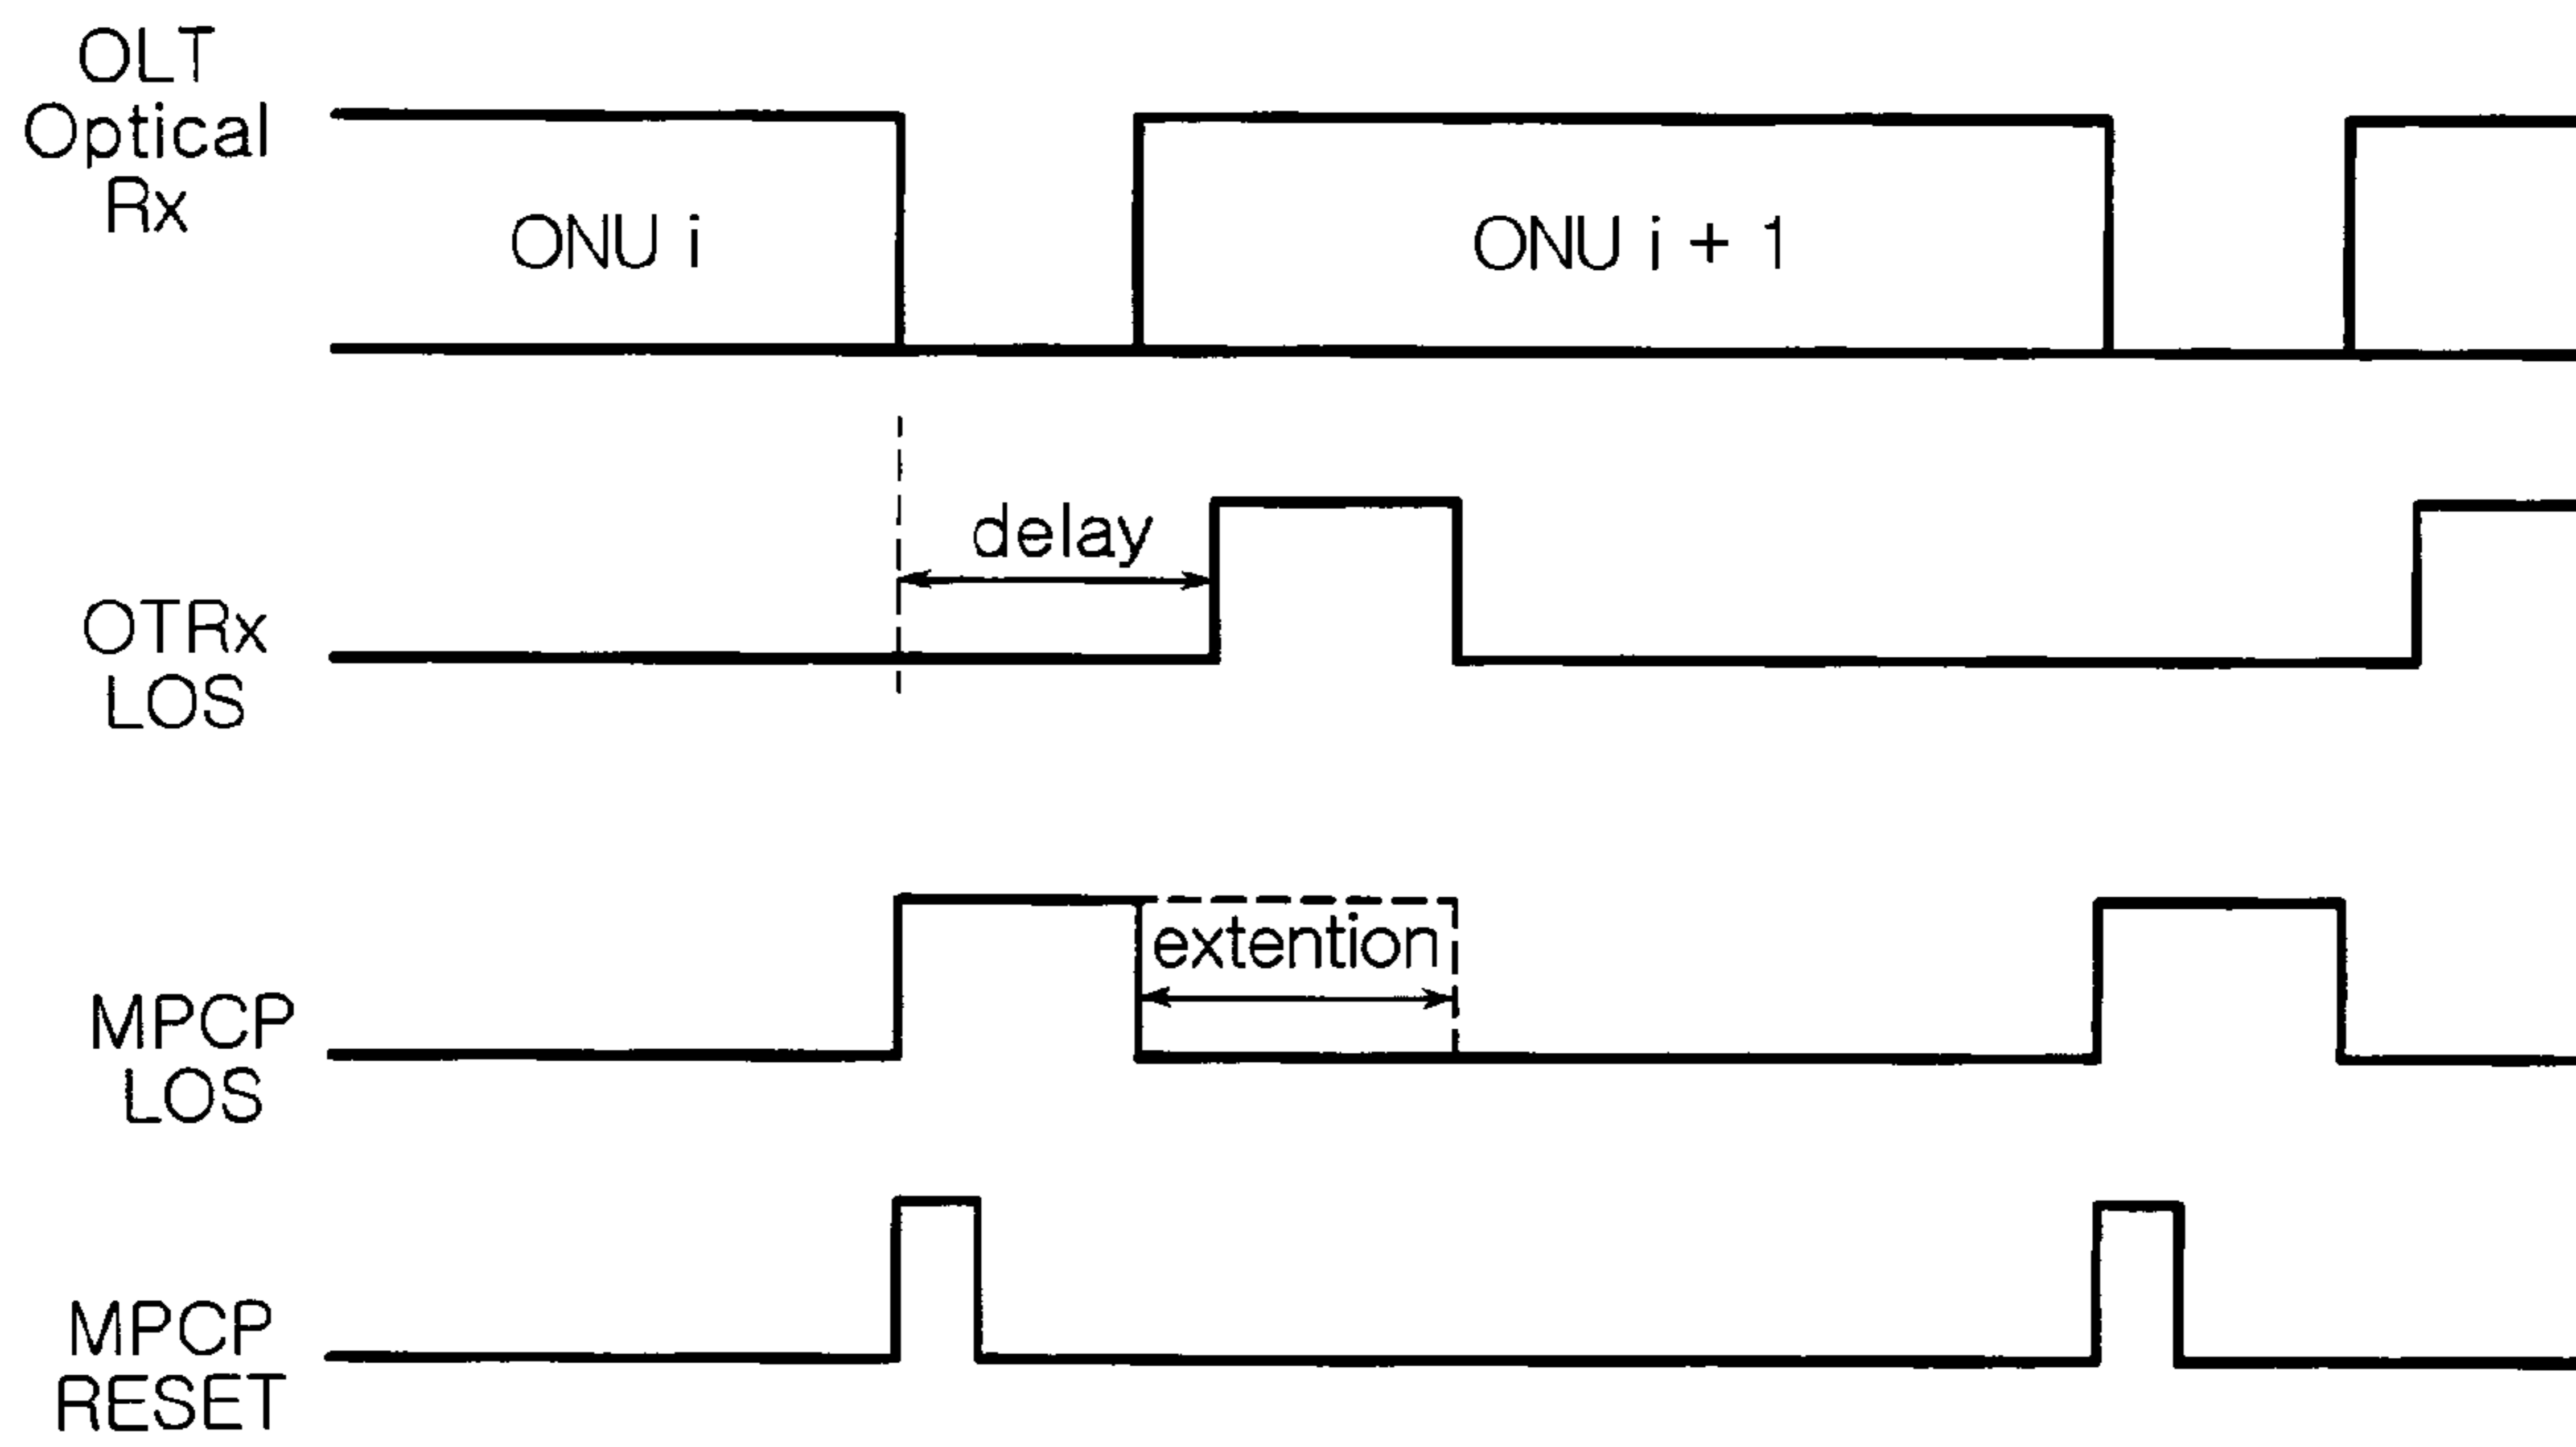 OLT
Optical
Rx
ONU i
ONU i + 1
delay
OTRx
LOS
extention
MPCP
LOS
MPCP
RESET